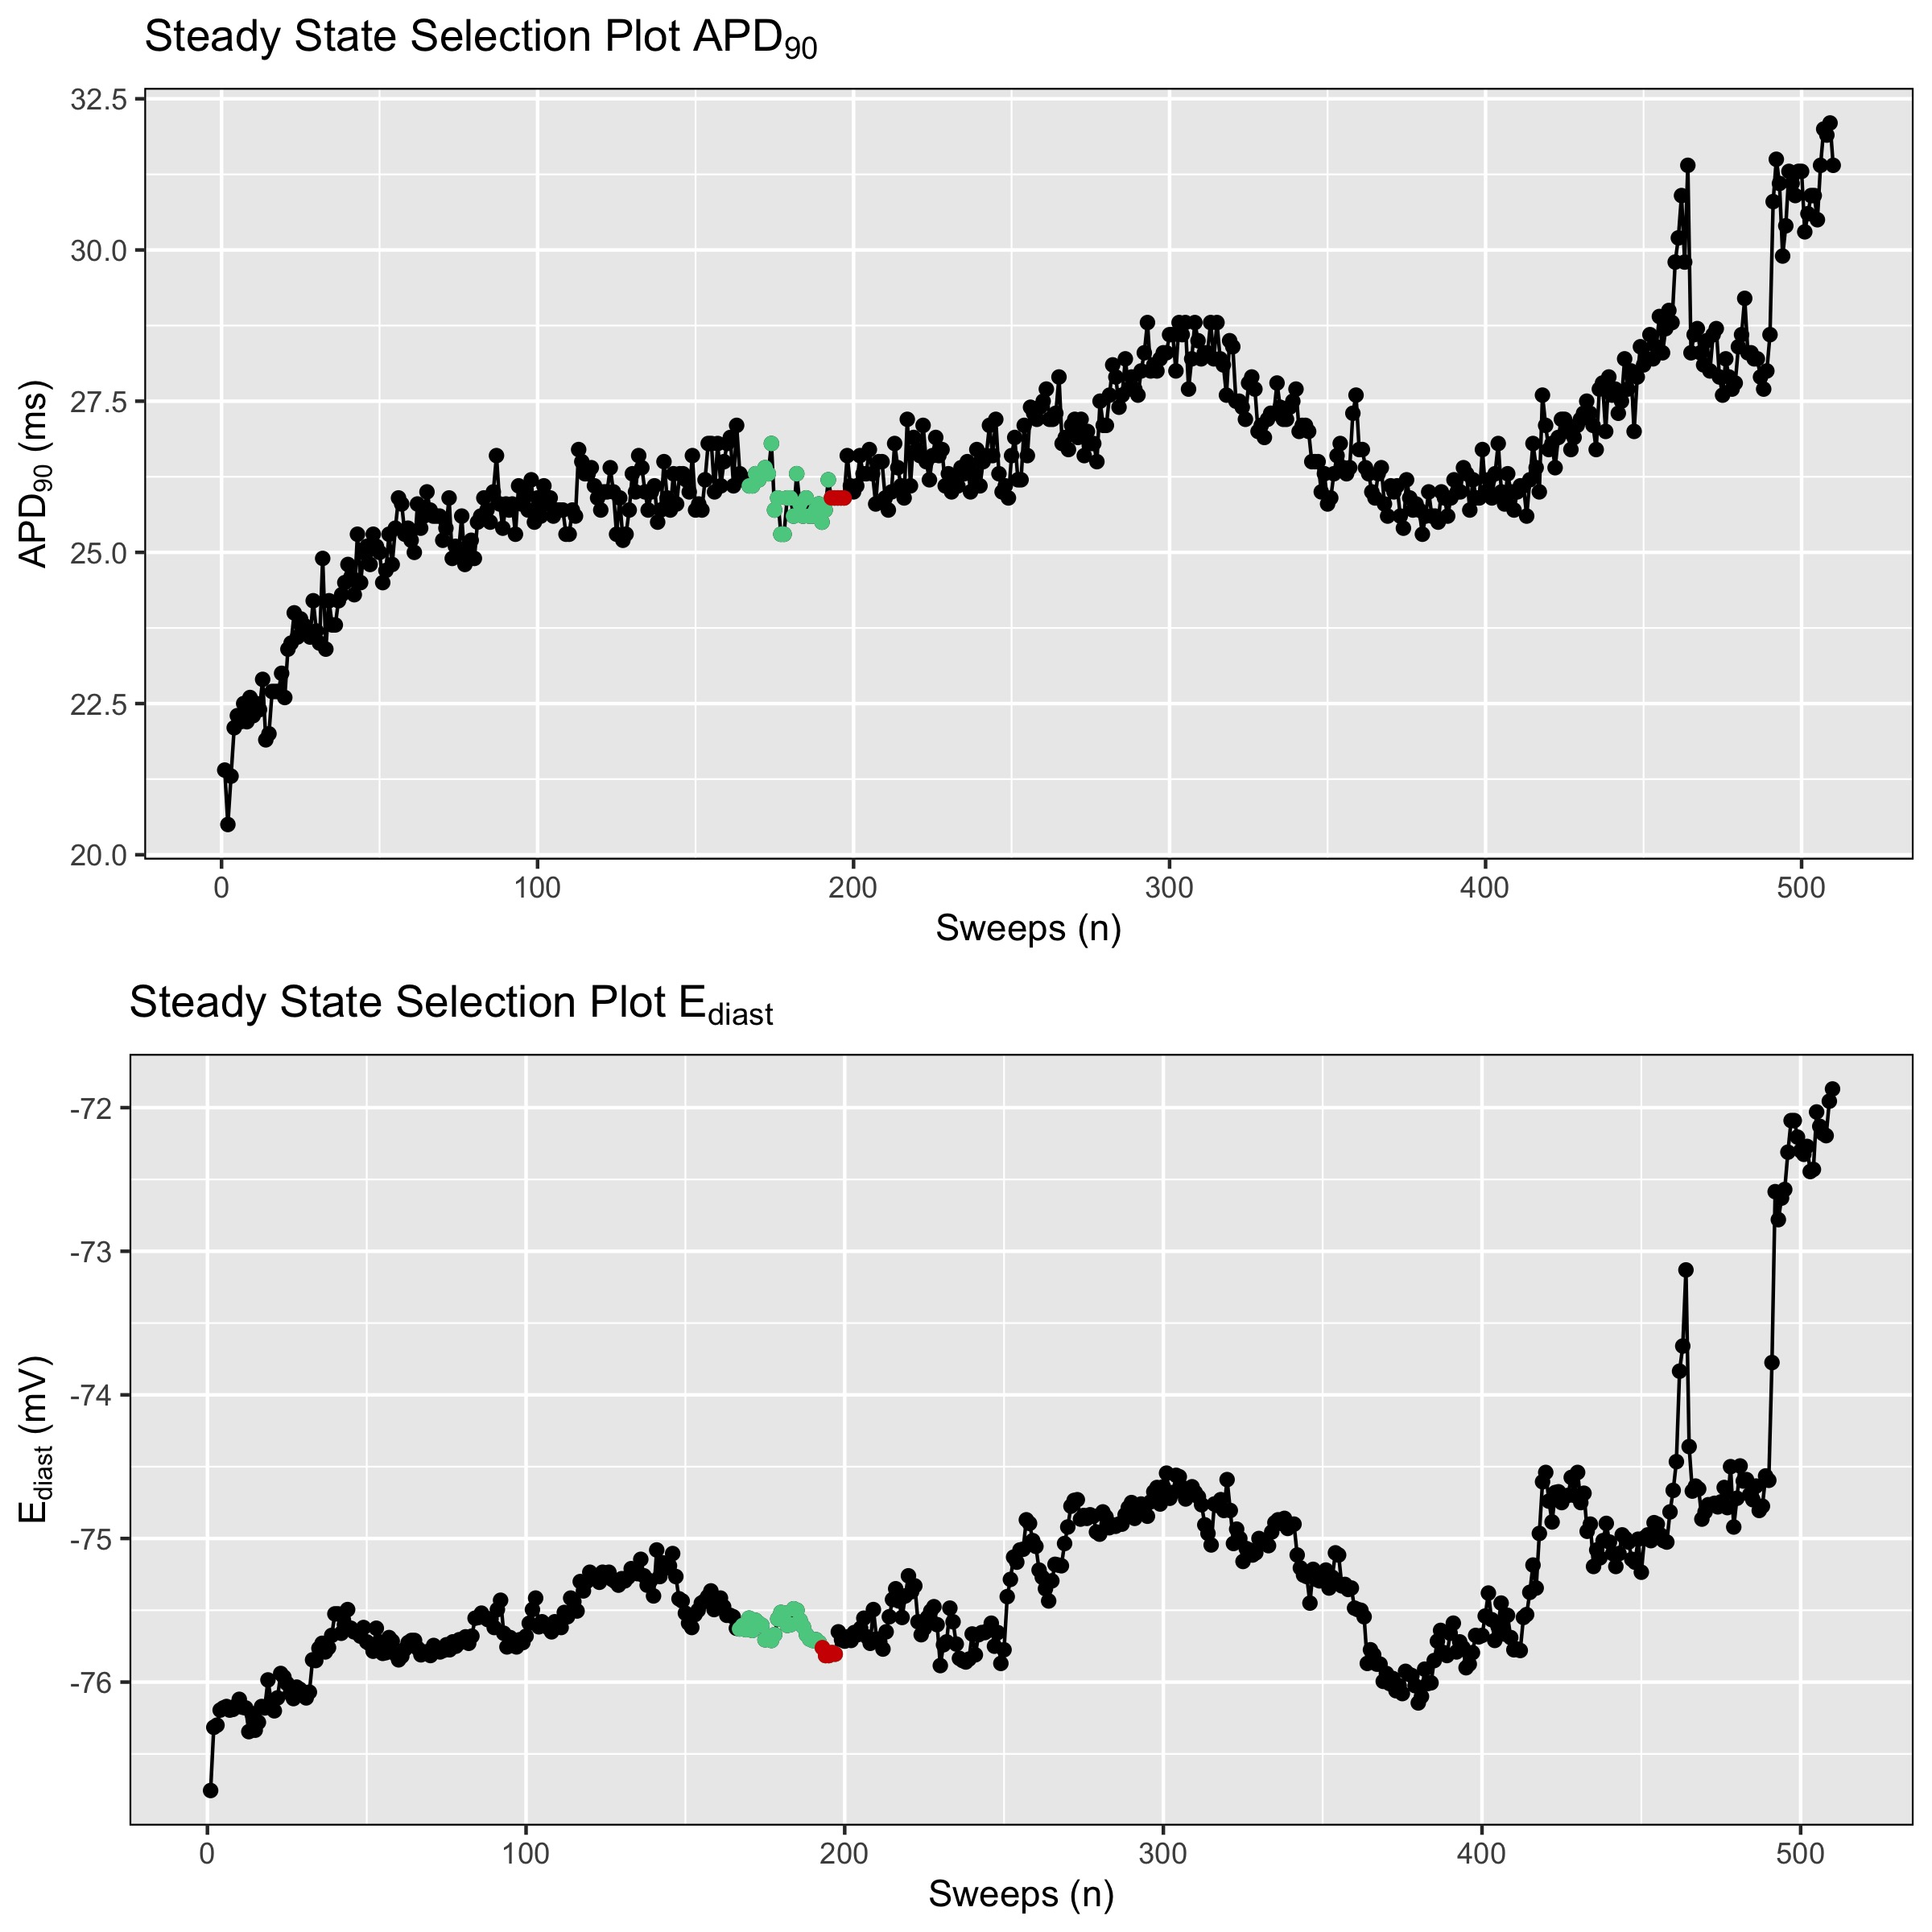 Steady State Selection Plot APD90
32.5
30.0
27.5
25.0
22.5
20.0
APD90 (ms)
0 100 200 300 400 500
Sweeps (n)
Steady State Selection Plot Ediast
-72
-73
-74
-75
-76
Ediast (mV)
0 100 200 300 400 500
Sweeps (n)